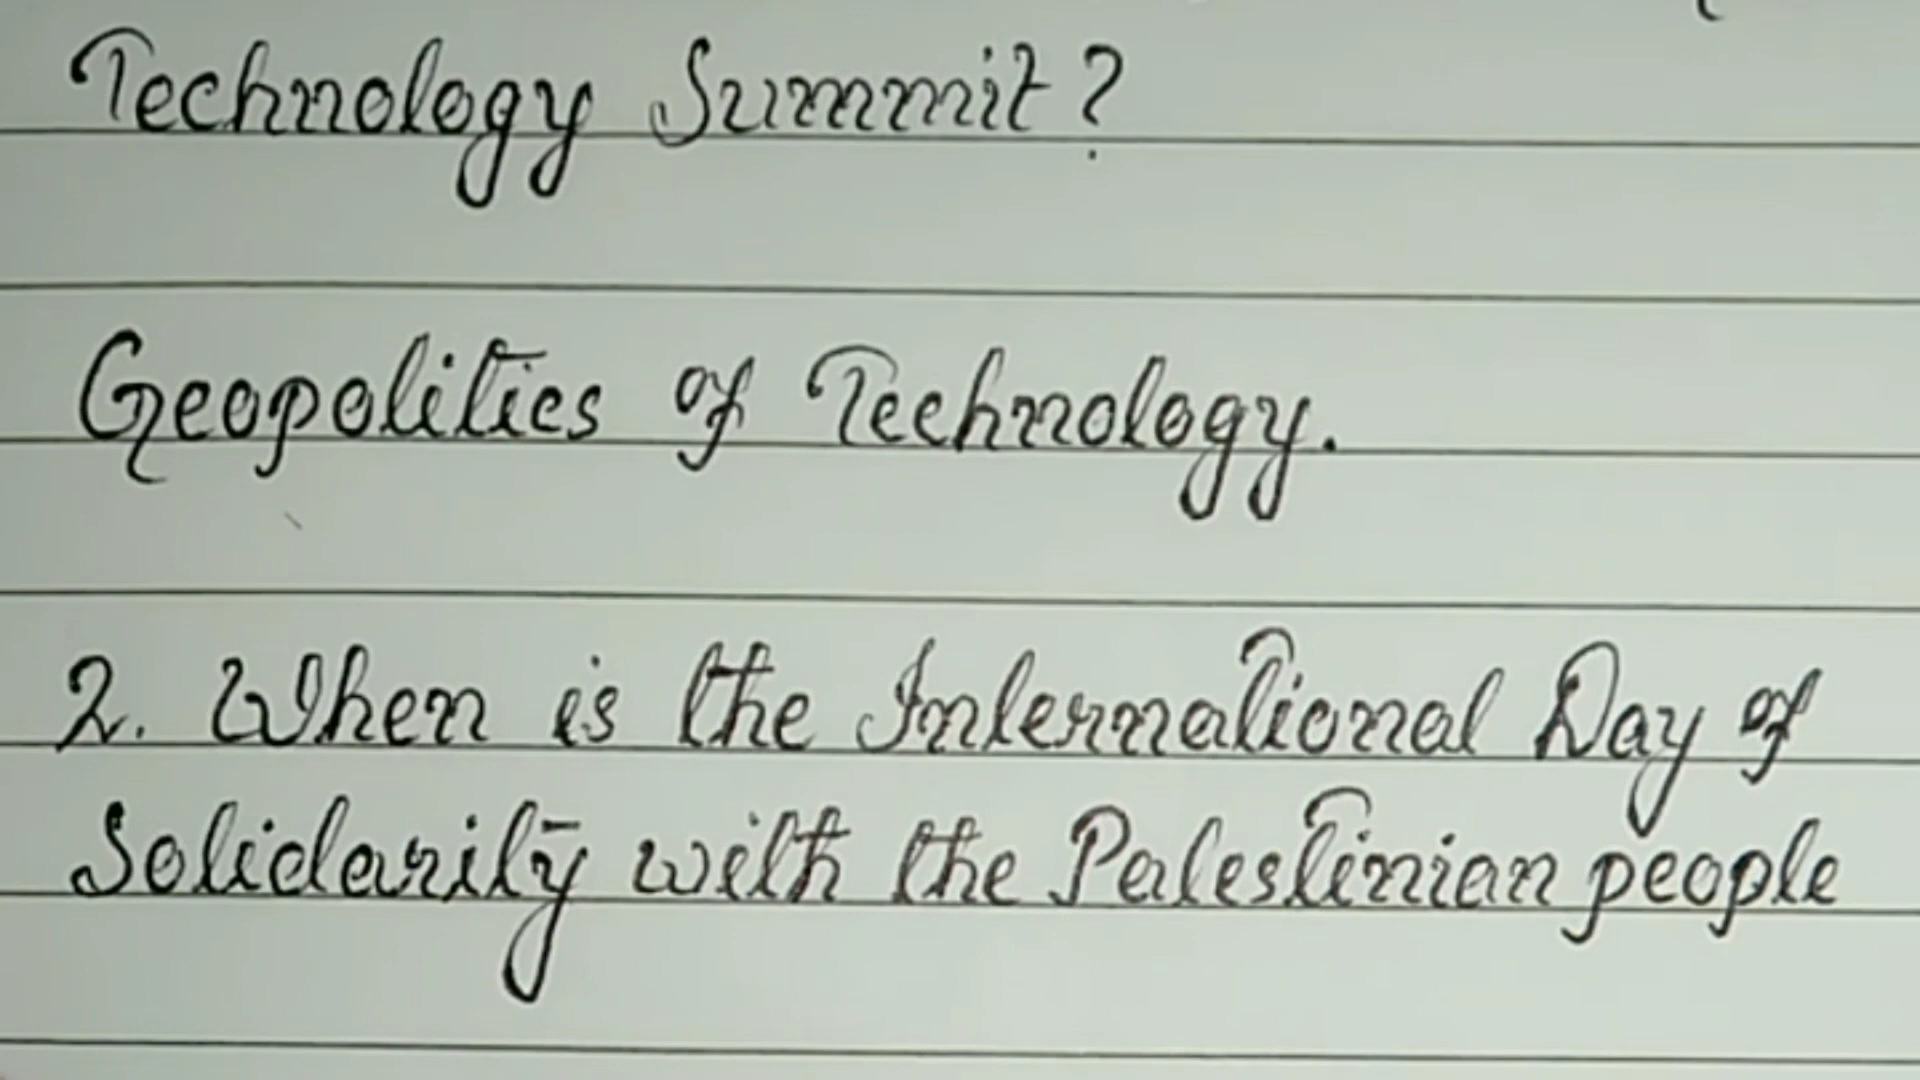 Technology Summit?
Geopolitics of Technology.
2. When is the International Day of
Solidarity with the Palestinian people